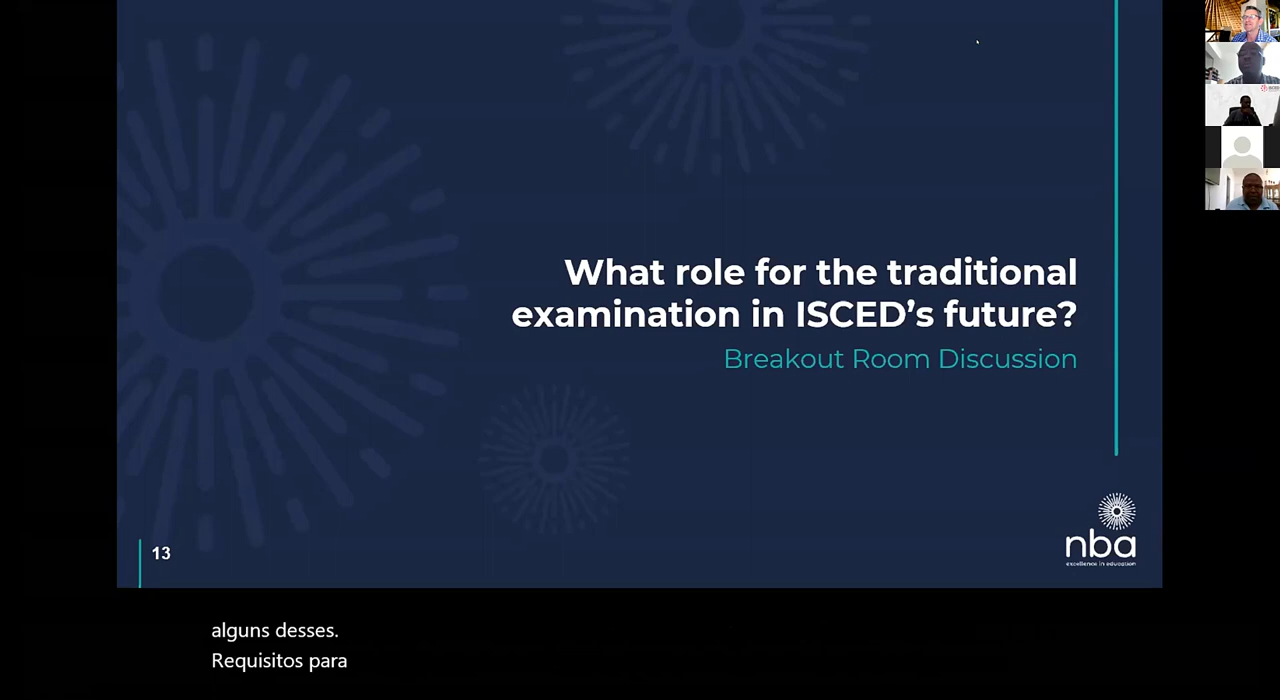 What role for the traditional
examination in ISCED's future?
Breakout Room Discussion
nba
excellence in education
13
alguns desses.
Requisitos para